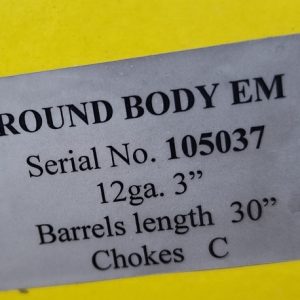 ROUND BODY EM
Serial No. 105037
12ga. 3”
Barrels length 30”
Chokes C